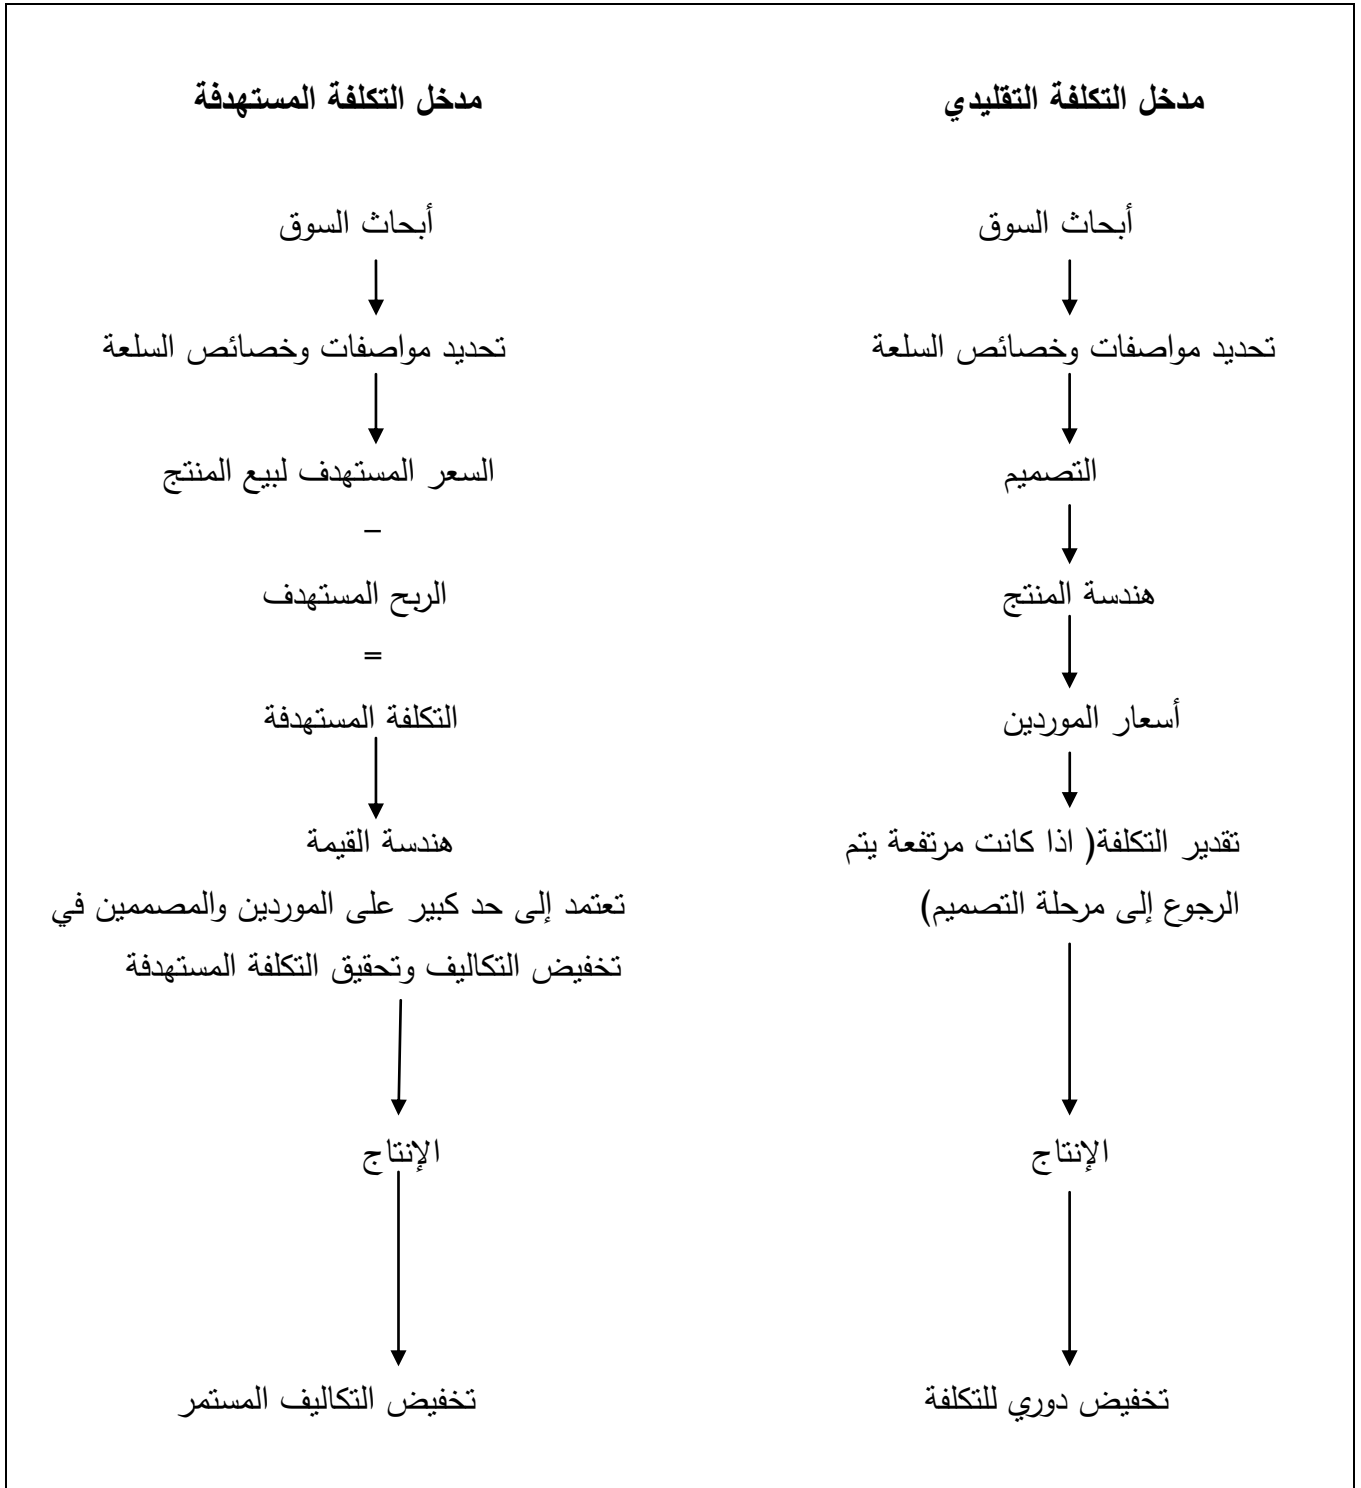 مدخل التكلفة التقليدي
أبحاث السوق
تحديد مواصفات وخصائص السلعة
التصميم
هندسة المنتج
أسعار الموردين
تقدير التكلفة( اذا كانت مرتفعة يتم
الرجوع إلى مرحلة التصميم)
الإنتاج
تخفيض دوري للتكلفة
مدخل التكلفة المستهدفة
أبحاث السوق
تحديد مواصفات وخصائص السلعة
السعر المستهدف لبيع المنتج
–
الربح المستهدف
=
التكلفة المستهدفة
هندسة القيمة
تعتمد إلى حد كبير على الموردين والمصممين في
تخفيض التكاليف وتحقيق التكلفة المستهدفة
الإنتاج
تخفيض التكاليف المستمر